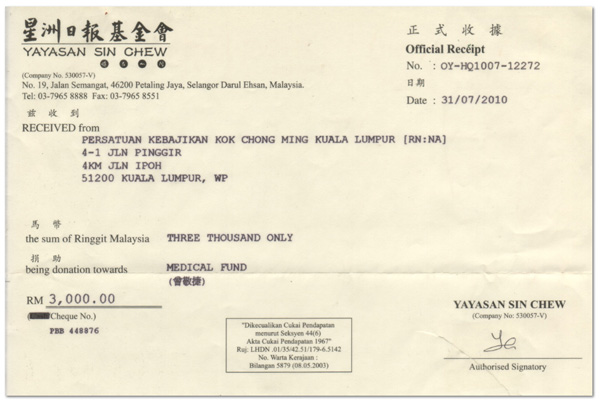 星洲日報基金會
YAYASAN SIN CHEW
(Company No. 530057-V)
No. 19, Jalan Semangat, 46200 Petaling Jaya, Selangor Darul Ehsan, Malaysia.
Tel: 03-7965 8888 Fax: 03-7965 8551
正式收據
Official Receipt
No. : OY-HQ1007-12272
日期
Date : 31/07/2010
茲收到
RECEIVED from
PERSATUAN KEBAJIKAN KOK CHONG MING KUALA LUMPUR [RN:NA]
4-1 JLN PINGGIR
4KM JLN IPOH
51200 KUALA LUMPUR, WP
馬幣
the sum of Ringgit Malaysia THREE THOUSAND ONLY
捐助
being donation towards MEDICAL FUND
(曾敏捷)
RM 3,000.00
Cheque No.)
PBB 448876
"Dikecualikan Cukai Pendapatan
menurut Seksyen 44(6)
Akta Cukai Pendapatan 1967"
Ruj: LHDN .01/35/42.51/179-6.5142
No. Warta Kerajaan :
Bilangan 5879 (08.05.2003)
YAYASAN SIN CHEW
(Company No: 530057-V)
Authorised Signatory